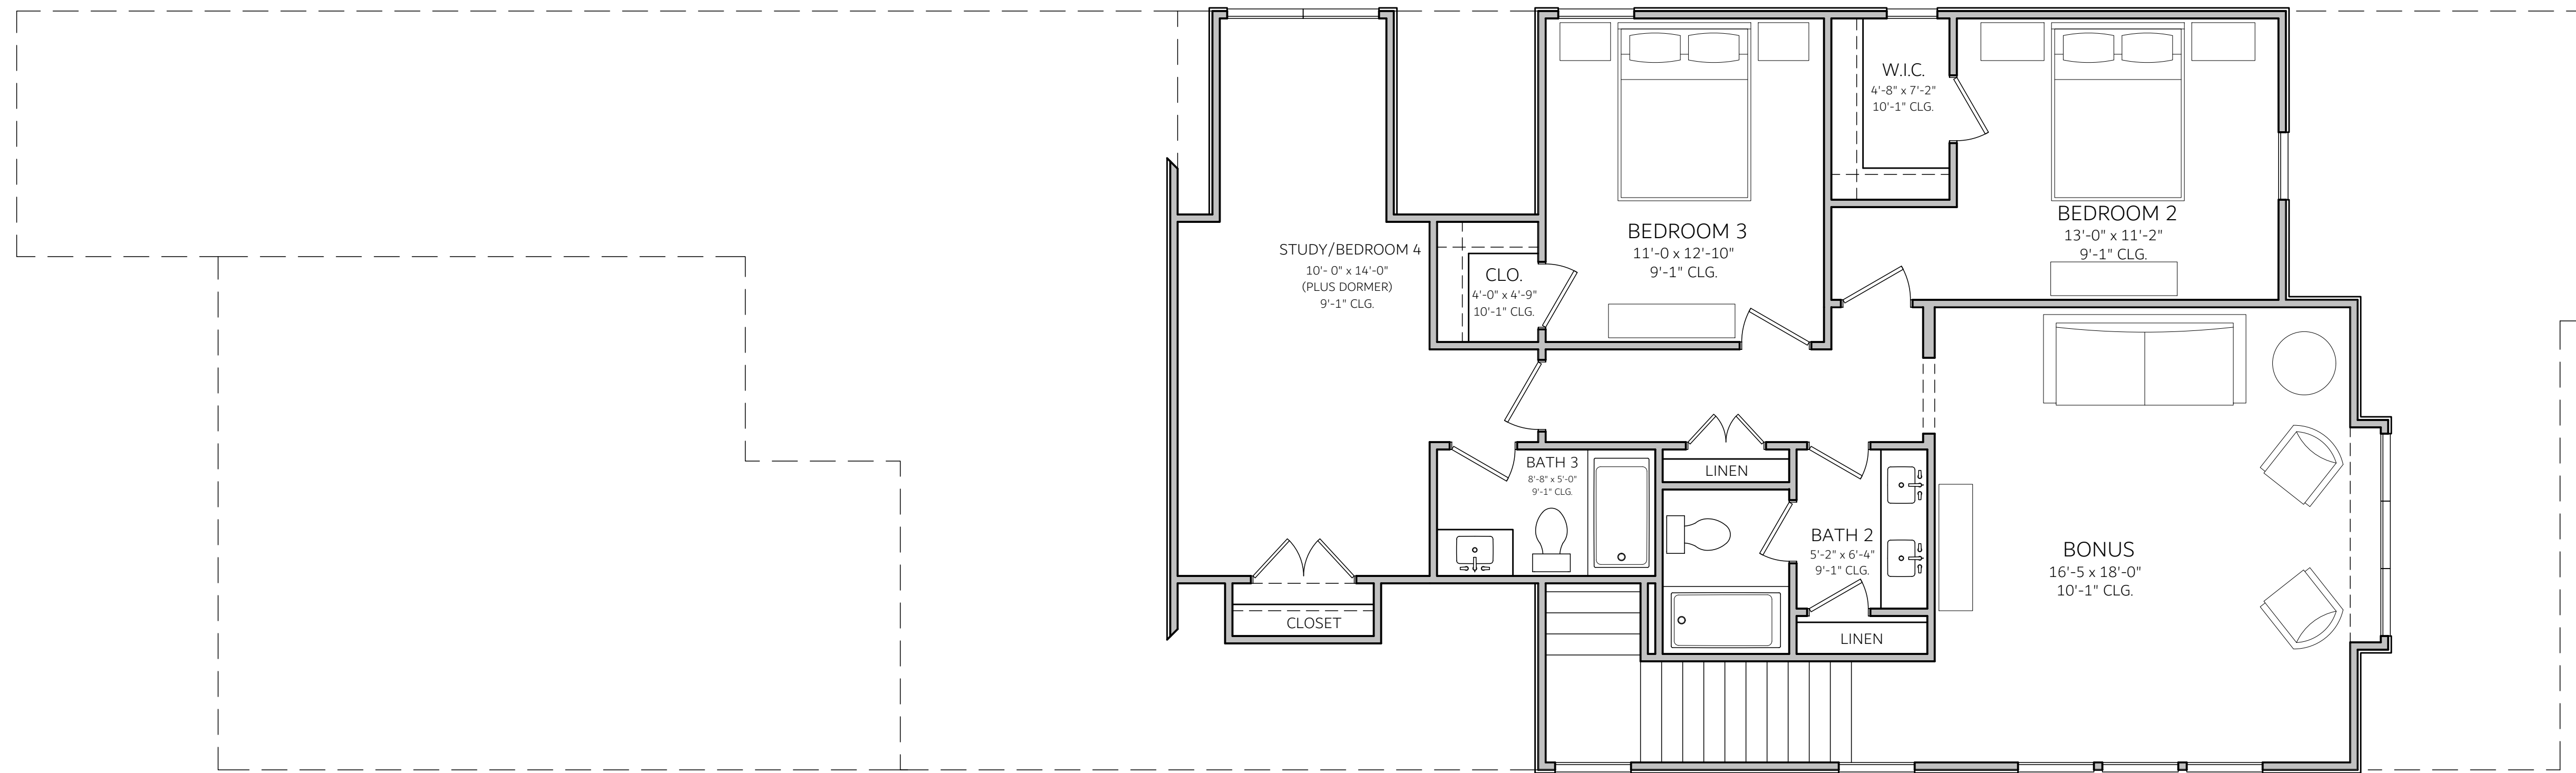 W.I.C.
4'-8" x 7'-2"
10'-1" CLG.
BEDROOM 2
13'-0" x 11'-2"
9'-1" CLG.
BEDROOM 3
11'-0 x 12'-10"
9'-1" CLG.
STUDY/BEDROOM 4
10'- 0" x 14'-0"
(PLUS DORMER)
9'-1" CLG.
CLO.
4'-0" x 4'-9"
10'-1" CLG.
BATH 3
8'-8" x 5'-0"
9'-1" CLG.
LINEN
BATH 2
5'-2" x 6'-4"
9'-1" CLG.
BONUS
16'-5 x 18'-0"
10'-1" CLG.
CLOSET
LINEN